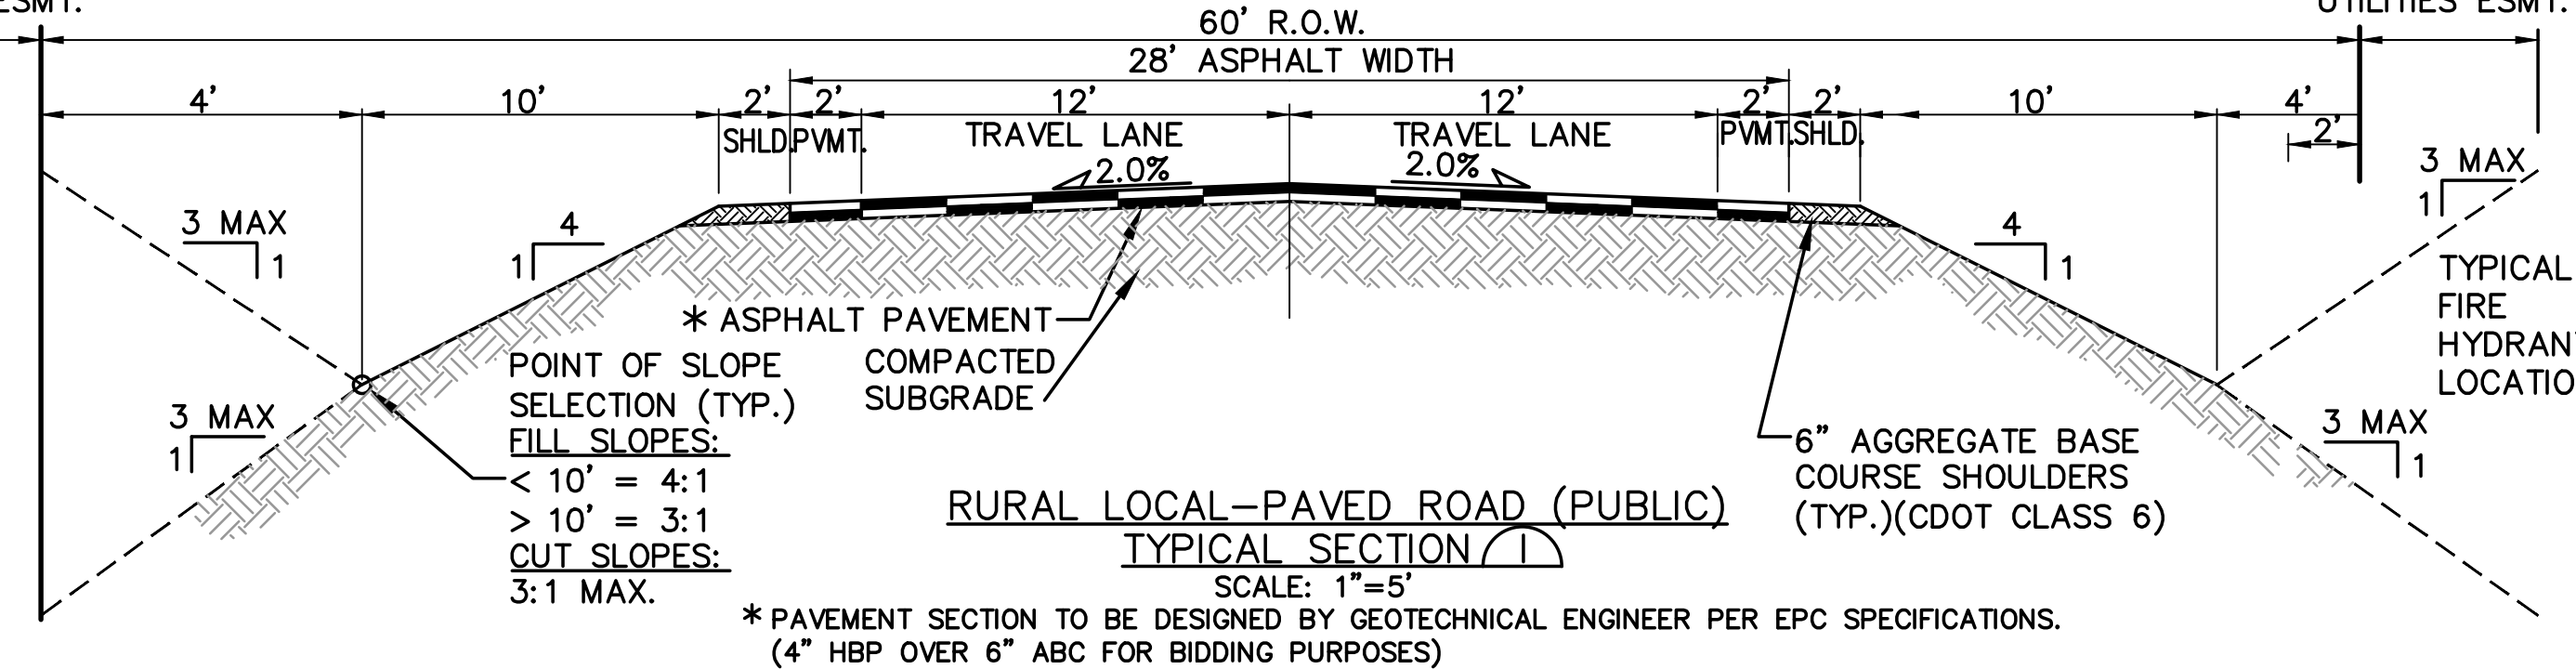 ESMT.
UTILITIES ESMT.
60' R.O.W.
28' ASPHALT WIDTH
4' 10' 2' 2' 12' 12' 2' 2' 10' 4'
2'
SHLD. PVMT. TRAVEL LANE TRAVEL LANE PVMT. SHLD.
2.0% 2.0%
3 MAX
1
4
1
4
1
3 MAX
1
TYPICAL
FIRE
HYDRANT
* ASPHALT PAVEMENT
COMPACTED
SUBGRADE
POINT OF SLOPE
SELECTION (TYP.)
FILL SLOPES:
< 10' = 4:1
> 10' = 3:1
CUT SLOPES:
3:1 MAX.
3 MAX
1
3 MAX
1
6" AGGREGATE BASE
COURSE SHOULDERS
(TYP.)(CDOT CLASS 6)
RURAL LOCAL-PAVED ROAD (PUBLIC)
TYPICAL SECTION 1
SCALE: 1"=5'
* PAVEMENT SECTION TO BE DESIGNED BY GEOTECHNICAL ENGINEER PER EPC SPECIFICATIONS.
(4" HBP OVER 6" ABC FOR BIDDING PURPOSES)